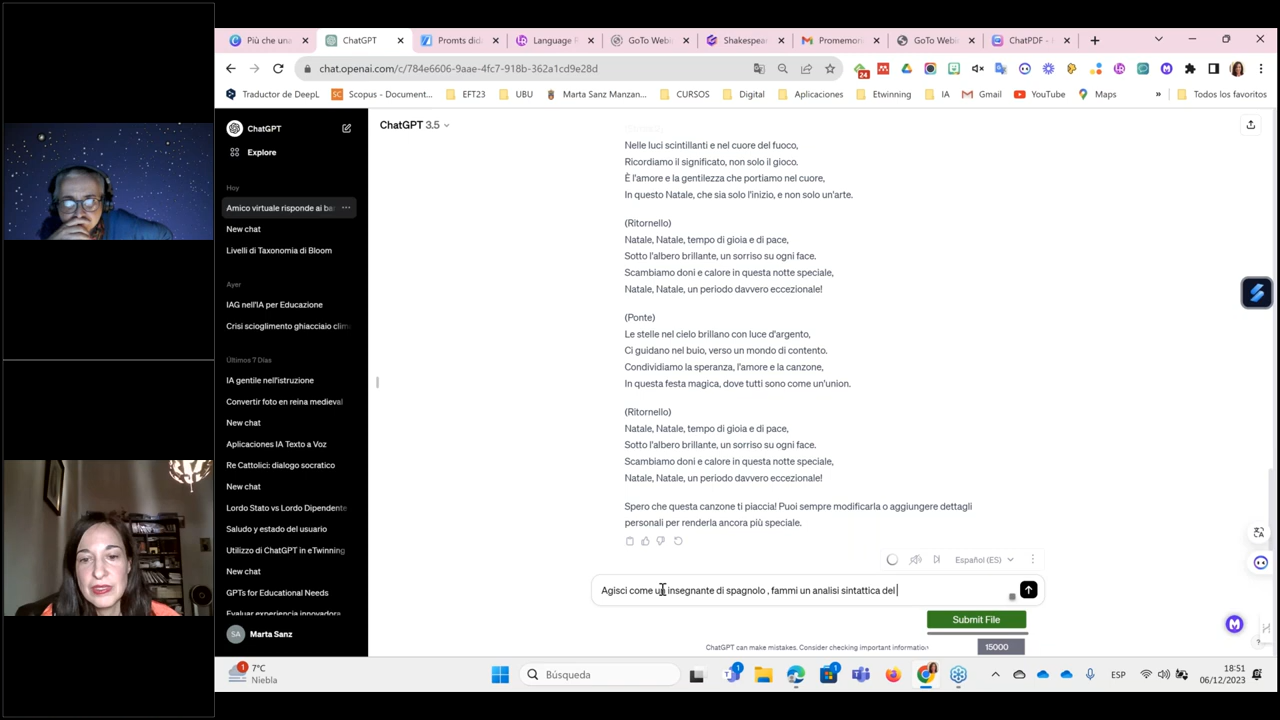 Più che una
ChatGPT
Promts did
Language F
GoTo Webi
Shakespear
Promemor
GoTo Webi
ChatPDF -
chat.openai.com/c/784e6606-9aae-4fc7-918b-362a1cd9e28d
24
Traductor de DeepL
Scopus - Document...
EFT23
UBU
Marta Sanz Manzan...
CURSOS
Digital
Aplicaciones
Etwinning
IA
Gmail
YouTube
Maps
»
Todos los favoritos
ChatGPT
Explore
Hoy
Amico virtuale risponde ai ba
New chat
Livelli di Taxonomia di Bloom
Ayer
IAG nell'IA per Educazione
Crisi scioglimento ghiacciaio clim
Últimos 7 Días
IA gentile nell'istruzione
Convertir foto en reina medieval
New chat
Aplicaciones IA Texto a Voz
Re Cattolici: dialogo socratico
New chat
Lordo Stato vs Lordo Dipendente
Saludo y estado del usuario
Utilizzo di ChatGPT in eTwinning
New chat
GPTs for Educational Needs
Evaluar experiencia innovadora
SA Marta Sanz
ChatGPT 3.5
Nelle luci scintillanti e nel cuore del fuoco,
Ricordiamo il significato, non solo il gioco.
È l'amore e la gentilezza che portiamo nel cuore,
In questo Natale, che sia solo l'inizio, e non solo un'arte.
(Ritornello)
Natale, Natale, tempo di gioia e di pace,
Sotto l'albero brillante, un sorriso su ogni face.
Scambiamo doni e calore in questa notte speciale,
Natale, Natale, un periodo davvero eccezionale!
(Ponte)
Le stelle nel cielo brillano con luce d'argento,
Ci guidano nel buio, verso un mondo di contento.
Condividiamo la speranza, l'amore e la canzone,
In questa festa magica, dove tutti sono come un'union.
(Ritornello)
Natale, Natale, tempo di gioia e di pace,
Sotto l'albero brillante, un sorriso su ogni face.
Scambiamo doni e calore in questa notte speciale,
Natale, Natale, un periodo davvero eccezionale!
Spero che questa canzone ti piaccia! Puoi sempre modificarla o aggiungere dettagli
personali per renderla ancora più speciale.
Español (ES)
Agisci come un insegnante di spagnolo , fammi un analisi sintattica del
Submit File
ChatGPT can make mistakes. Consider checking important information.
15000
1
7°C
Niebla
Búsqueda
1
1
ESP
18:51
06/12/2023